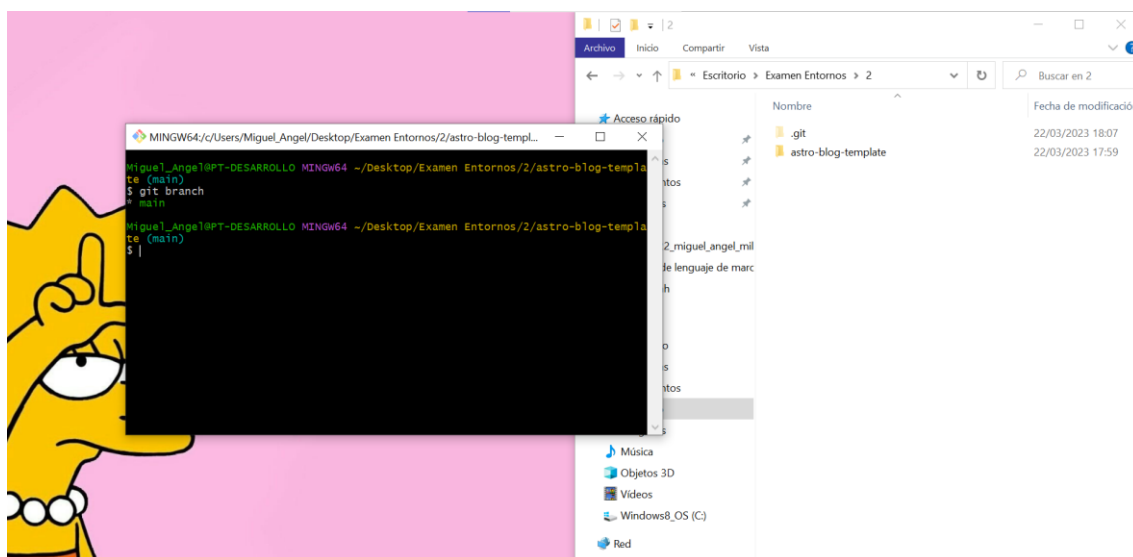 2
Archivo Inicio Compartir Vista
« Escritorio > Examen Entornos > 2
Buscar en 2
Nombre
Fecha de modificació
Acceso rápido
.git
22/03/2023 18:07
astro-blog-template
22/03/2023 17:59
MINGW64:/c/Users/Miguel_Angel/Desktop/Examen Entornos/2/astro-blog-templ...
Miguel_Angel@PT-DESARROLLO MINGW64 ~/Desktop/Examen Entornos/2/astro-blog-templa
te (main)
$ git branch
* main
Miguel_Angel@PT-DESARROLLO MINGW64 ~/Desktop/Examen Entornos/2/astro-blog-templa
te (main)
$
ntos
2_miguel_angel_mil
de lenguaje de marc
ntos
Música
Objetos 3D
Vídeos
Windows8_OS (C:)
Red